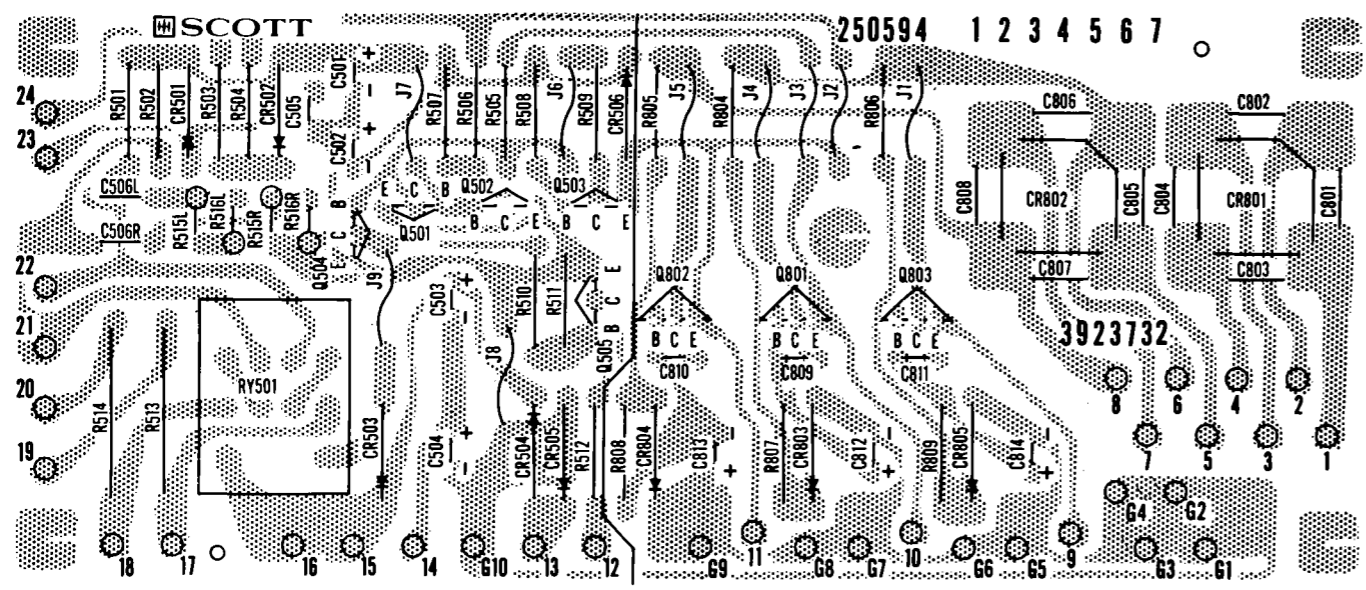 SCOTT 250594 1 2 3 4 5 6 7
24 R501 R502 CR501 R503 R504 CR502 C505 C501 + - J7 R507 R506 R505 R508 J6 R509 CR506 R805 J5 R804 J4 J3 J2 R806 J1 C806 C802
23 C502 + -
C506L R515L R516L R515R R516R B C E Q504 E C B Q501 Q502 B C E Q503 B C E C808 CR802 C805 C804 CR801 C801
C506R
22 J9 C503 + - R510 R511 E C B Q505 Q802 Q801 Q803 C807 C803
21 J8 B C E B C E B C E 3923732
RY501 C810 C809 C811
20 R514 R513 8 6 4 2
19 CR503 C504 + - CR504 CR505 R512 R808 CR804 C813 - + R807 CR803 C812 - + R809 CR805 C814 - + 7 5 3 1
G4 G2
18 17 16 15 14 G10 13 12 G9 11 G8 G7 10 G6 G5 9 G3 G1